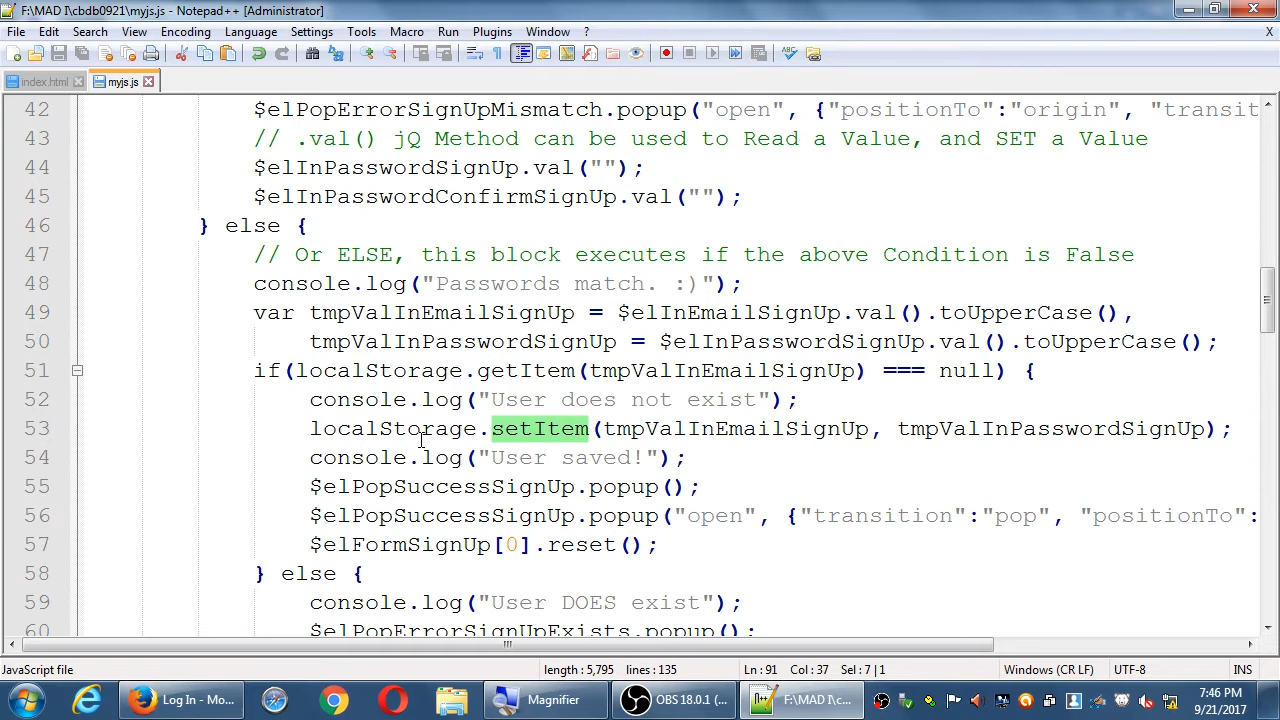 F:\MAD I\cbdb0921\myjs.js - Notepad++ [Administrator]
File Edit Search View Encoding Language Settings Tools Macro Run Plugins Window ? X
index.html myjs.js
42 $elPopErrorSignUpMismatch.popup("open", {"positionTo":"origin", "transit
43 // .val() jQ Method can be used to Read a Value, and SET a Value
44 $elInPasswordSignUp.val("");
45 $elInPasswordConfirmSignUp.val("");
46 } else {
47 // Or ELSE, this block executes if the above Condition is False
48 console.log("Passwords match. :)");
49 var tmpValInEmailSignUp = $elInEmailSignUp.val().toUpperCase(),
50 tmpValInPasswordSignUp = $elInPasswordSignUp.val().toUpperCase();
51 if(localStorage.getItem(tmpValInEmailSignUp) === null) {
52 console.log("User does not exist");
53 localStorage.setItem(tmpValInEmailSignUp, tmpValInPasswordSignUp);
54 console.log("User saved!");
55 $elPopSuccessSignUp.popup();
56 $elPopSuccessSignUp.popup("open", {"transition":"pop", "positionTo":
57 $elFormSignUp[0].reset();
58 } else {
59 console.log("User DOES exist");
60 $elPopErrorSignUpExists.popup();
JavaScript file length : 5,795 lines : 135 Ln : 91 Col : 37 Sel : 7 | 1 Windows (CR LF) UTF-8 INS
Log In - Mo... Magnifier OBS 18.0.1 (... F:\MAD I\c... 7:46 PM
9/21/2017